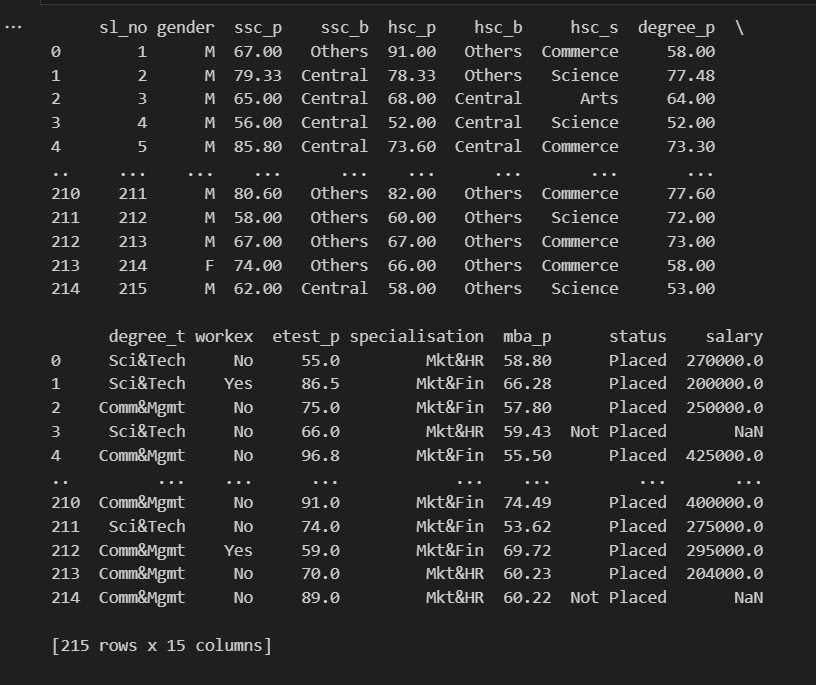 ...
sl_no gender ssc_p ssc_b hsc_p hsc_b hsc_s degree_p \
0 1 M 67.00 Others 91.00 Others Commerce 58.00
1 2 M 79.33 Central 78.33 Others Science 77.48
2 3 M 65.00 Central 68.00 Central Arts 64.00
3 4 M 56.00 Central 52.00 Central Science 52.00
4 5 M 85.80 Central 73.60 Central Commerce 73.30
.. ... ... ... ... ... ... ... ...
210 211 M 80.60 Others 82.00 Others Commerce 77.60
211 212 M 58.00 Others 60.00 Others Science 72.00
212 213 M 67.00 Others 67.00 Others Commerce 73.00
213 214 F 74.00 Others 66.00 Others Commerce 58.00
214 215 M 62.00 Central 58.00 Others Science 53.00
degree_t workex etest_p specialisation mba_p status salary
0 Sci&Tech No 55.0 Mkt&HR 58.80 Placed 270000.0
1 Sci&Tech Yes 86.5 Mkt&Fin 66.28 Placed 200000.0
2 Comm&Mgmt No 75.0 Mkt&Fin 57.80 Placed 250000.0
3 Sci&Tech No 66.0 Mkt&HR 59.43 Not Placed NaN
4 Comm&Mgmt No 96.8 Mkt&Fin 55.50 Placed 425000.0
.. ... ... ... ... ... ... ...
210 Comm&Mgmt No 91.0 Mkt&Fin 74.49 Placed 400000.0
211 Sci&Tech No 74.0 Mkt&Fin 53.62 Placed 275000.0
212 Comm&Mgmt Yes 59.0 Mkt&Fin 69.72 Placed 295000.0
213 Comm&Mgmt No 70.0 Mkt&HR 60.23 Placed 204000.0
214 Comm&Mgmt No 89.0 Mkt&HR 60.22 Not Placed NaN
[215 rows x 15 columns]